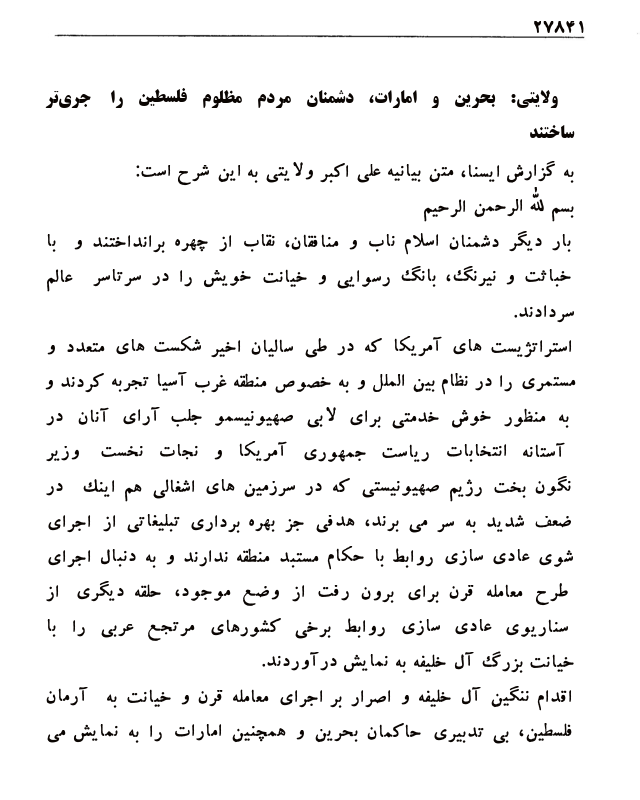 ۲۷۸۴۱
ولایتی: بحرین و امارات، دشمنان مردم مظلوم فلسطین را جری‌تر
ساختند
به گزارش ایسنا، متن بیانیه علی اکبر ولایتی به این شرح است:
بسم لله الرحمن الرحیم
بار دیگر دشمنان اسلام ناب و منافقان، نقاب از چهره برانداختند و با
خباثت و نیرنگ، بانگ رسوایی و خیانت خویش را در سرتاسر عالم
سردادند.
استراتژیست های آمریکا که در طی سالیان اخیر شکست های متعدد و
مستمری را در نظام بین الملل و به خصوص منطقه غرب آسیا تجربه کردند و
به منظور خوش خدمتی برای لابی صهیونیسمو جلب آرای آنان در
آستانه انتخابات ریاست جمهوری آمریکا و نجات نخست وزیر
نگون بخت رژیم صهیونیستی که در سرزمین های اشغالی هم اینك در
ضعف شدید به سر می برند، هدفی جز بهره برداری تبلیغاتی از اجرای
شوی عادی سازی روابط با حکام مستبد منطقه ندارند و به دنبال اجرای
طرح معامله قرن برای برون رفت از وضع موجود، حلقه دیگری از
سناریوی عادی سازی روابط برخی کشورهای مرتجع عربی را با
خیانت بزرگ آل خلیفه به نمایش درآوردند.
اقدام ننگین آل خلیفه و اصرار بر اجرای معامله قرن و خیانت به آرمان
فلسطین، بی تدبیری حاکمان بحرین و همچنین امارات را به نمایش می